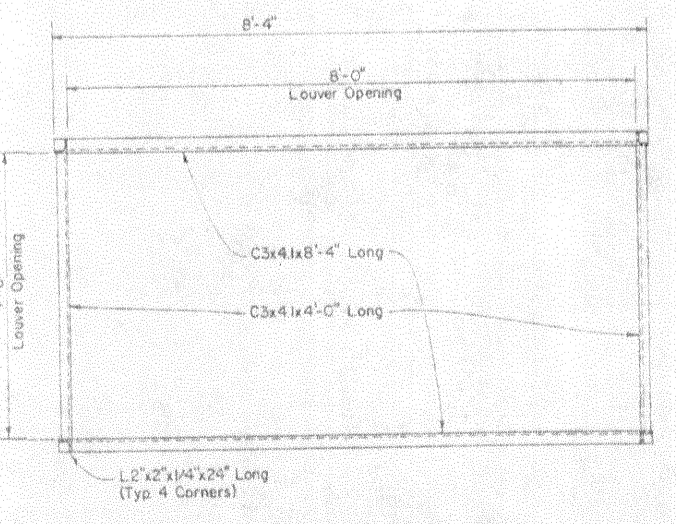 8'-4"
8'-0"
Louver Opening
Louver Opening
C3x4.1x8'-4" Long
C3x4.1x4'-0" Long
L 2"x2"x1/4"x24" Long
(Typ. 4 Corners)